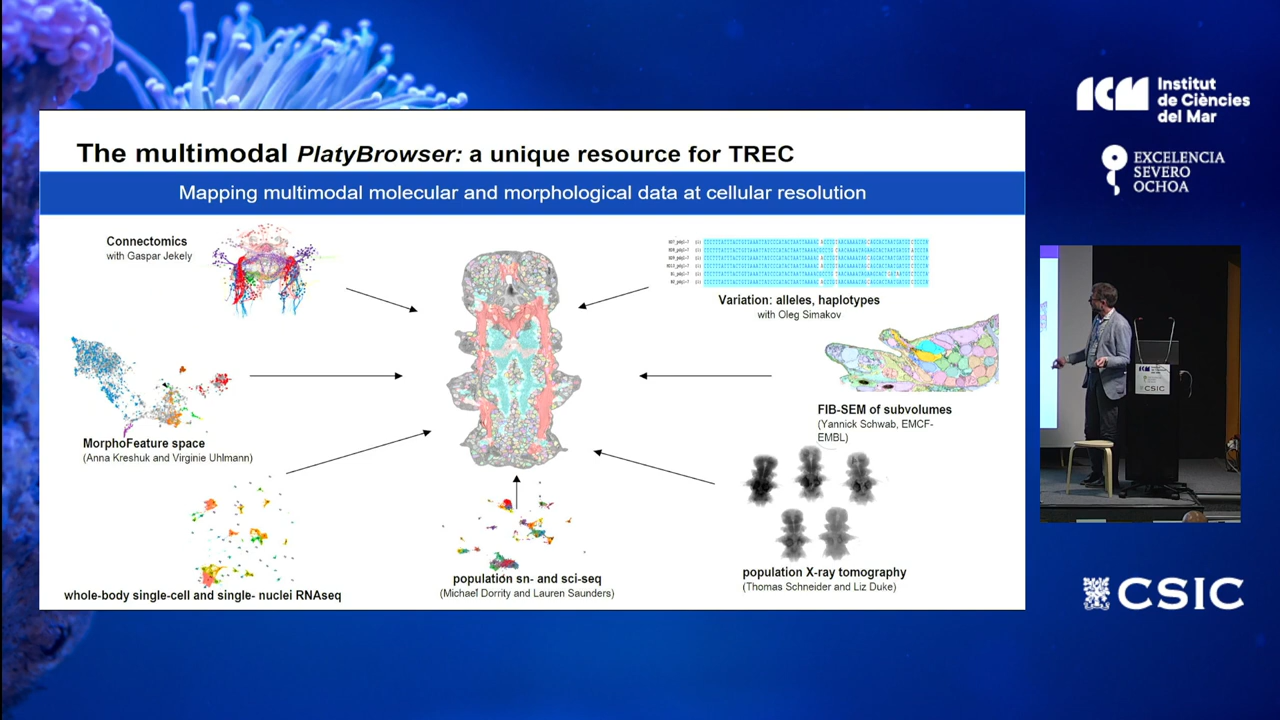 The multimodal PlatyBrowser: a unique resource for TREC
Mapping multimodal molecular and morphological data at cellular resolution
Connectomics
with Gaspar Jekely
Variation: alleles, haplotypes
with Oleg Simakov
MorphoFeature space
(Anna Kreshuk and Virginie Uhlmann)
FIB-SEM of subvolumes
(Yannick Schwab, EMCF-
EMBL)
whole-body single-cell and single- nuclei RNAseq
population sn- and sci-seq
(Michael Dorrity and Lauren Saunders)
population X-ray tomography
(Thomas Schneider and Liz Duke)
ICM
Institut
de Ciències
del Mar
EXCELENCIA
SEVERO
OCHOA
CSIC
CSIC